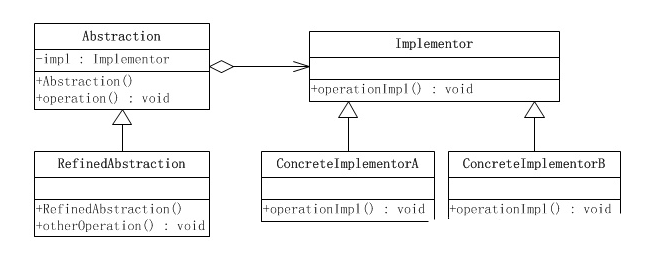 Abstraction
-impl : Implementor
+Abstraction()
+operation() : void
Implementor
+operationImpl() : void
RefinedAbstraction
+RefinedAbstraction()
+otherOperation() : void
ConcreteImplementorA
+operationImpl() : void
ConcreteImplementorB
+operationImpl() : void